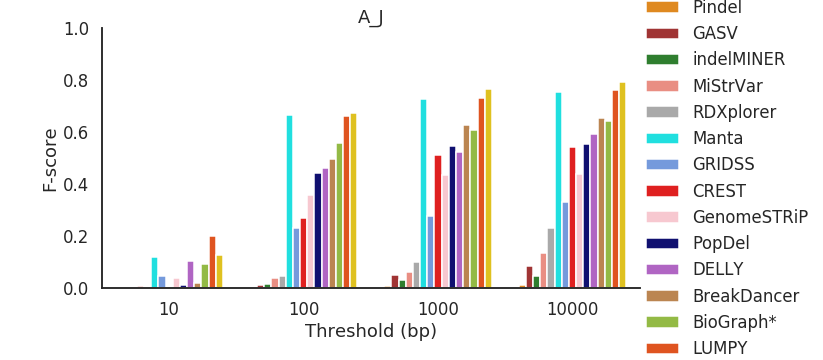 A_J
1.0
0.8
0.6
0.4
0.2
0.0
F-score
10
100
1000
10000
Threshold (bp)
Pindel
GASV
indelMINER
MiStrVar
RDXplorer
Manta
GRIDSS
CREST
GenomeSTRiP
PopDel
DELLY
BreakDancer
BioGraph*
LUMPY